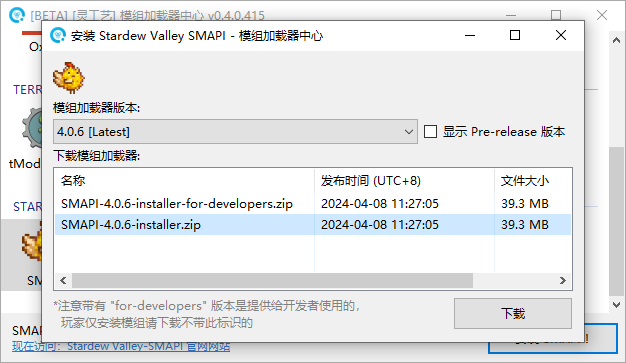 [BETA] [灵工艺] 模组加载器中心 v0.4.0.415
安装 Stardew Valley SMAPI - 模组加载器中心
Ox
TERR
模组加载器版本:
4.0.6 [Latest]
显示 Pre-release 版本
tMod
下载模组加载器:
名称 发布时间 (UTC+8) 文件大小
SMAPI-4.0.6-installer-for-developers.zip 2024-04-08 11:27:05 39.3 MB
STAR
SMAPI-4.0.6-installer.zip 2024-04-08 11:27:05 39.3 MB
SM
*注意带有 "for-developers" 版本是提供给开发者使用的，
玩家仅安装模组请下载不带此标识的
下载
SMAP
现在访问: Stardew Valley-SMAPI 官网网站